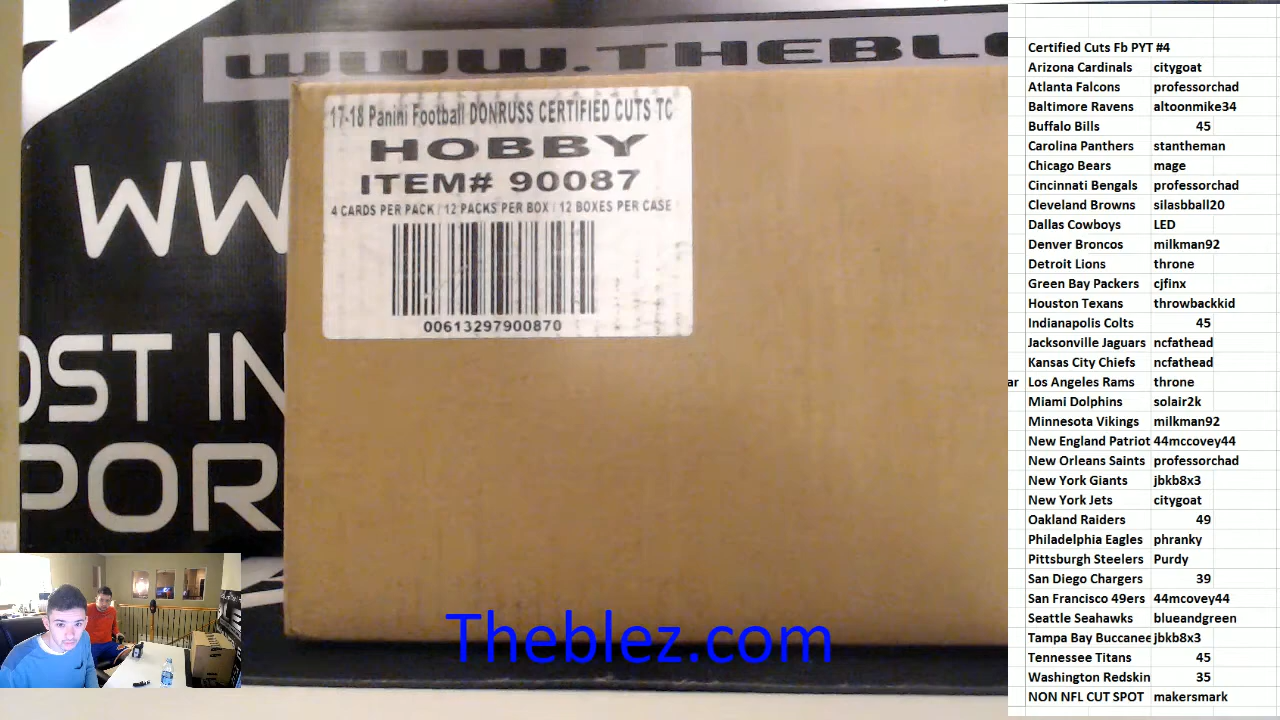 WWW.THEBL
WW
OST IN
POR
17-18 Panini Football DONRUSS CERTIFIED CUTS TC
HOBBY
ITEM# 90087
4 CARDS PER PACK / 12 PACKS PER BOX / 12 BOXES PER CASE
00613297900870
Theblez.com
Certified Cuts Fb PYT #4
Arizona Cardinals citygoat
Atlanta Falcons professorchad
Baltimore Ravens altoonmike34
Buffalo Bills 45
Carolina Panthers stantheman
Chicago Bears mage
Cincinnati Bengals professorchad
Cleveland Browns silasbball20
Dallas Cowboys LED
Denver Broncos milkman92
Detroit Lions throne
Green Bay Packers cjfinx
Houston Texans throwbackkid
Indianapolis Colts 45
Jacksonville Jaguars ncfathead
Kansas City Chiefs ncfathead
ar Los Angeles Rams throne
Miami Dolphins solair2k
Minnesota Vikings milkman92
New England Patriot 44mccovey44
New Orleans Saints professorchad
New York Giants jbkb8x3
New York Jets citygoat
Oakland Raiders 49
Philadelphia Eagles phranky
Pittsburgh Steelers Purdy
San Diego Chargers 39
San Francisco 49ers 44mcovey44
Seattle Seahawks blueandgreen
Tampa Bay Buccanee jbkb8x3
Tennessee Titans 45
Washington Redskin 35
NON NFL CUT SPOT makersmark